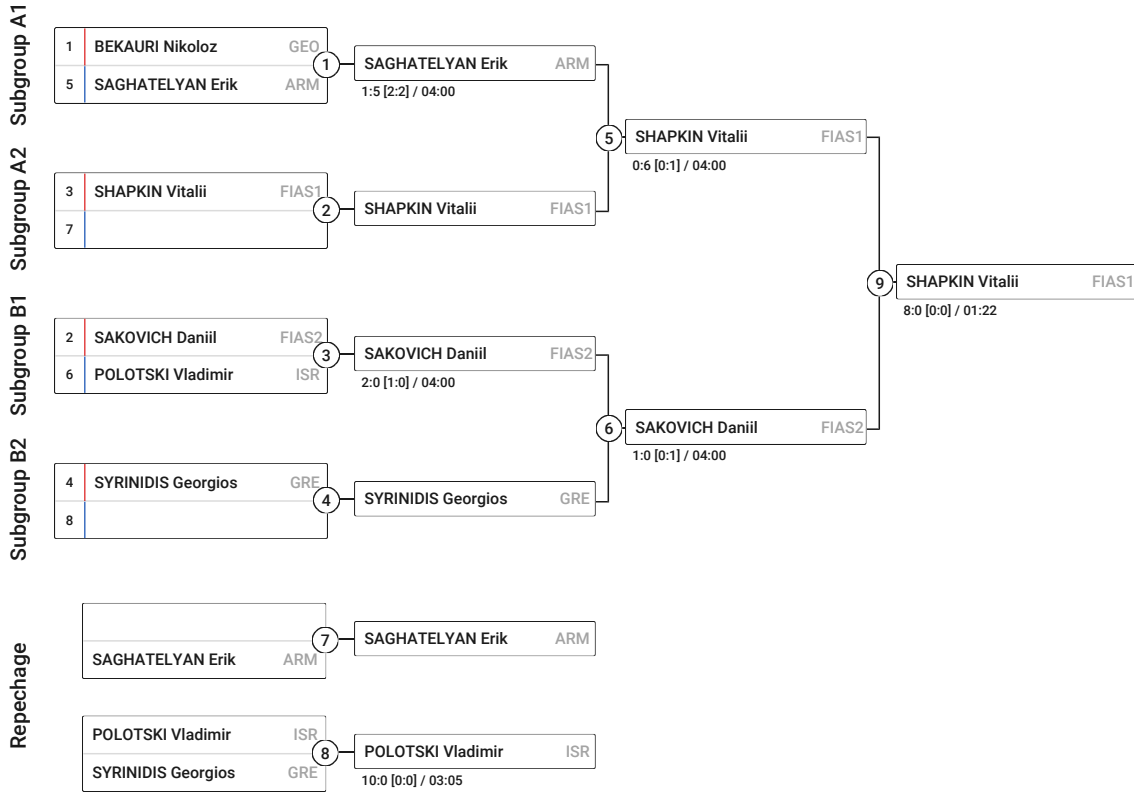 Subgroup A1
1 BEKAURI Nikoloz GEO
5 SAGHATELYAN Erik ARM
1
SAGHATELYAN Erik ARM
1:5 [2:2] / 04:00
5
SHAPKIN Vitalii FIAS1
0:6 [0:1] / 04:00
Subgroup A2
3 SHAPKIN Vitalii FIAS1
7
2
SHAPKIN Vitalii FIAS1
9
SHAPKIN Vitalii FIAS1
8:0 [0:0] / 01:22
Subgroup B1
2 SAKOVICH Daniil FIAS2
6 POLOTSKI Vladimir ISR
3
SAKOVICH Daniil FIAS2
2:0 [1:0] / 04:00
6
SAKOVICH Daniil FIAS2
1:0 [0:1] / 04:00
Subgroup B2
4 SYRINIDIS Georgios GRE
8
4
SYRINIDIS Georgios GRE
Repechage
SAGHATELYAN Erik ARM
7
SAGHATELYAN Erik ARM
POLOTSKI Vladimir ISR
SYRINIDIS Georgios GRE
8
POLOTSKI Vladimir ISR
10:0 [0:0] / 03:05